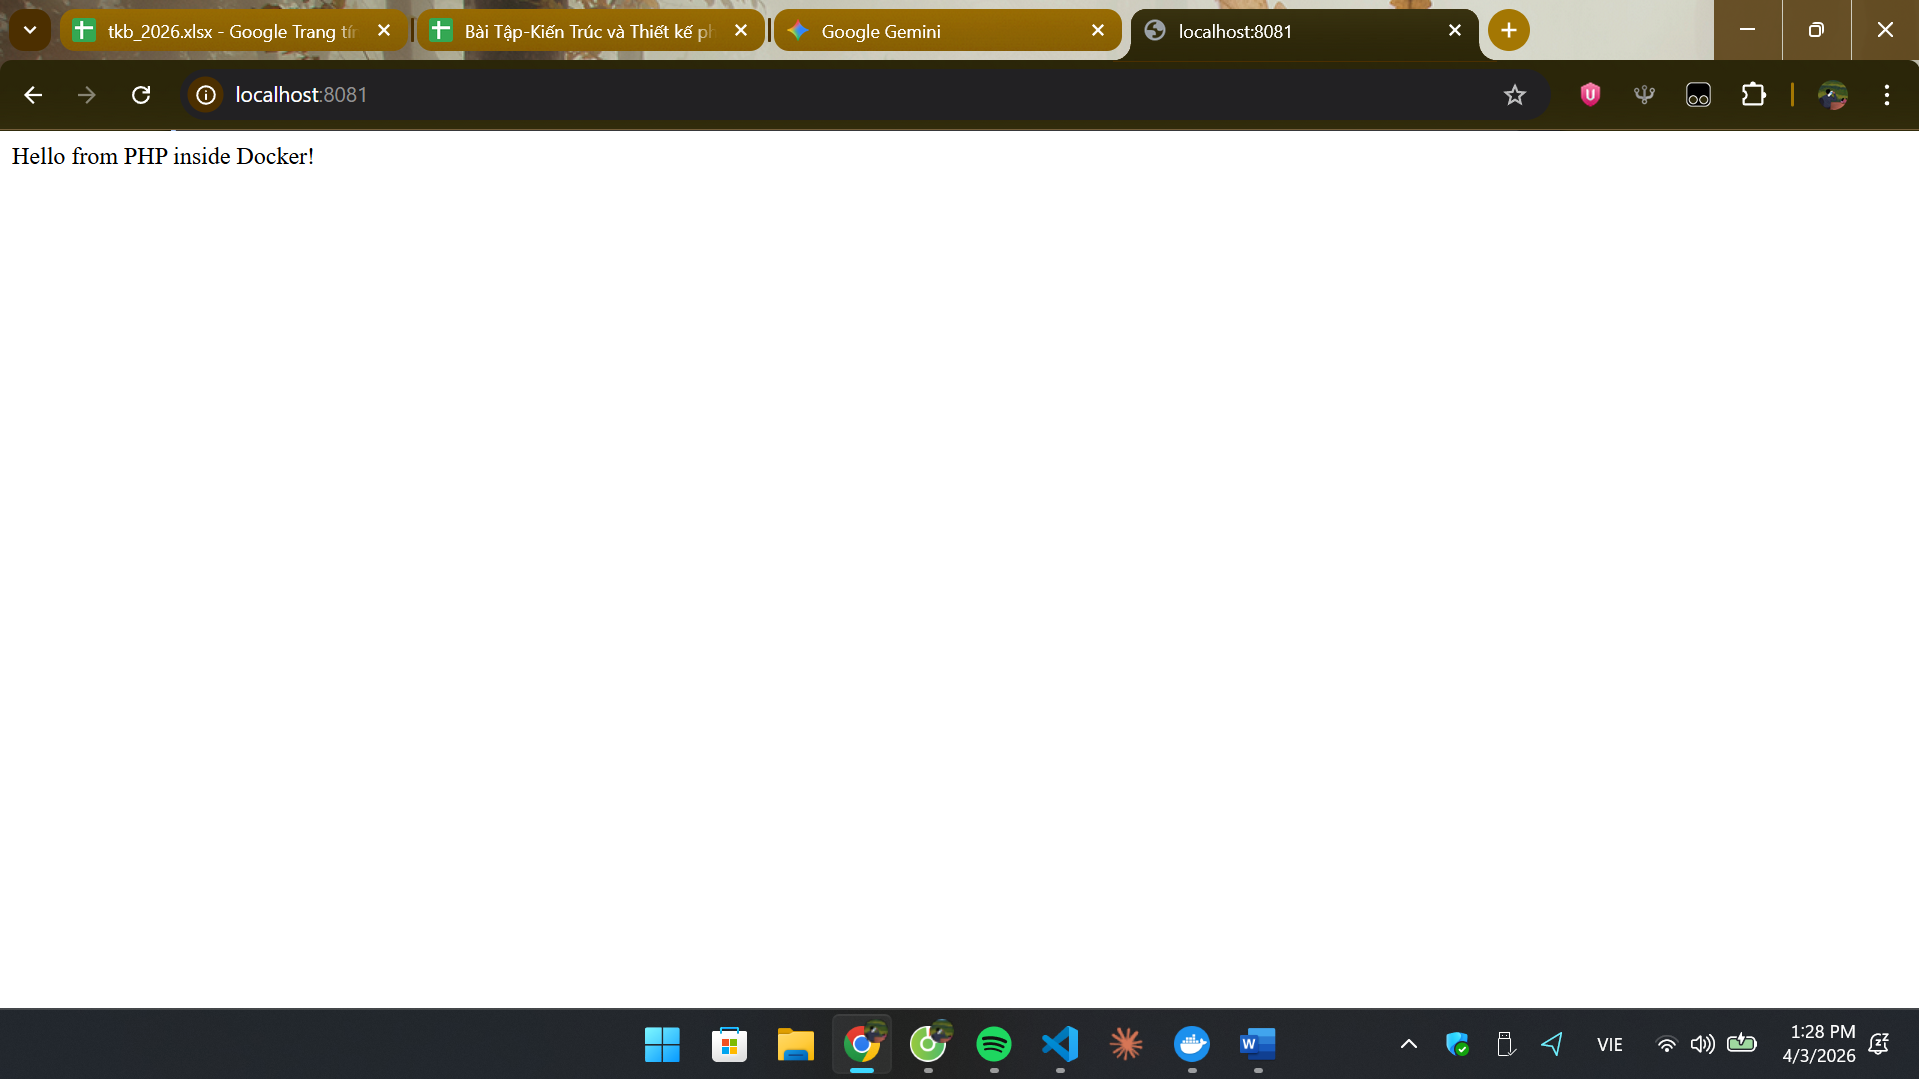 tkb_2026.xlsx - Google Trang tín
Bài Tập-Kiến Trúc và Thiết kế ph
Google Gemini
localhost:8081
localhost:8081
Hello from PHP inside Docker!
VIE
1:28 PM
4/3/2026